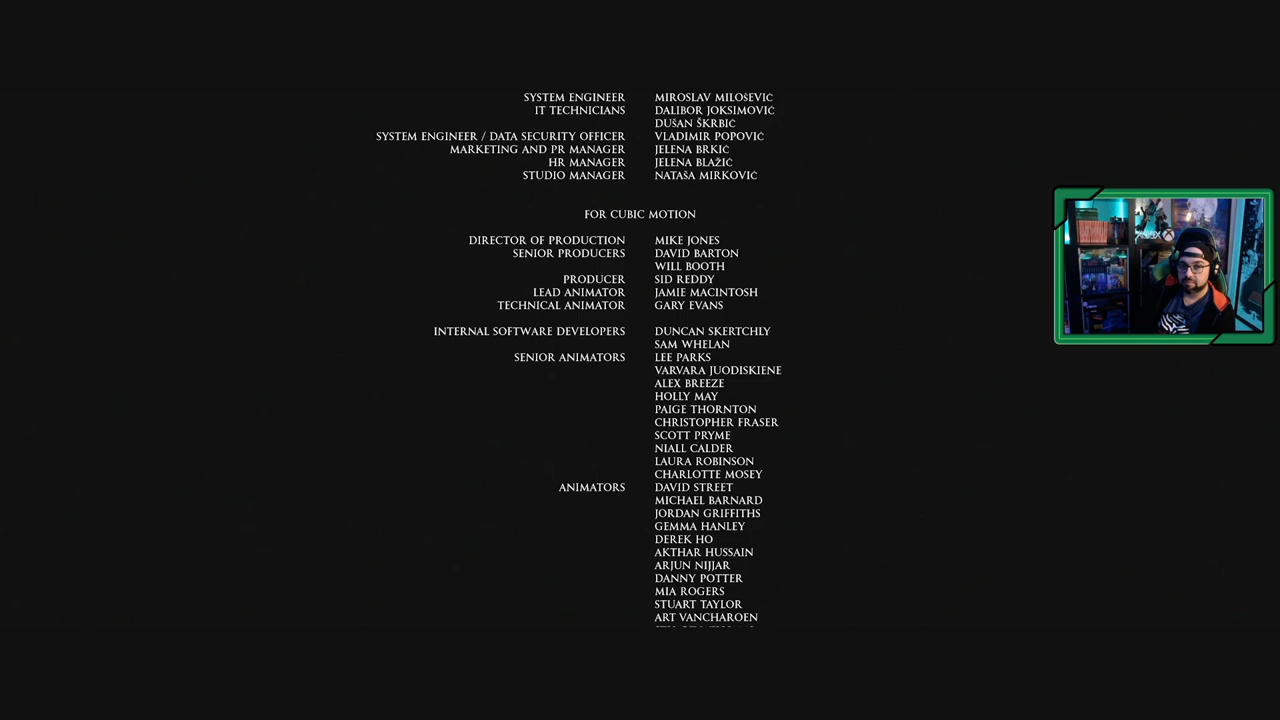 SYSTEM ENGINEER MIROSLAV MILOŠEVIĆ
IT TECHNICIANS DALIBOR JOKSIMOVIĆ
DUŠAN ŠKRBIĆ
SYSTEM ENGINEER / DATA SECURITY OFFICER VLADIMIR POPOVIĆ
MARKETING AND PR MANAGER JELENA BRKIĆ
HR MANAGER JELENA BLAŽIĆ
STUDIO MANAGER NATAŠA MIRKOVIĆ
FOR CUBIC MOTION
DIRECTOR OF PRODUCTION MIKE JONES
SENIOR PRODUCERS DAVID BARTON
WILL BOOTH
PRODUCER SID REDDY
LEAD ANIMATOR JAMIE MACINTOSH
TECHNICAL ANIMATOR GARY EVANS
INTERNAL SOFTWARE DEVELOPERS DUNCAN SKERTCHLY
SAM WHELAN
SENIOR ANIMATORS LEE PARKS
VARVARA JUODISKIENE
ALEX BREEZE
HOLLY MAY
PAIGE THORNTON
CHRISTOPHER FRASER
SCOTT PRYME
NIALL CALDER
LAURA ROBINSON
CHARLOTTE MOSEY
ANIMATORS DAVID STREET
MICHAEL BARNARD
JORDAN GRIFFITHS
GEMMA HANLEY
DEREK HO
AKTHAR HUSSAIN
ARJUN NIJJAR
DANNY POTTER
MIA ROGERS
STUART TAYLOR
ART VANCHAROEN